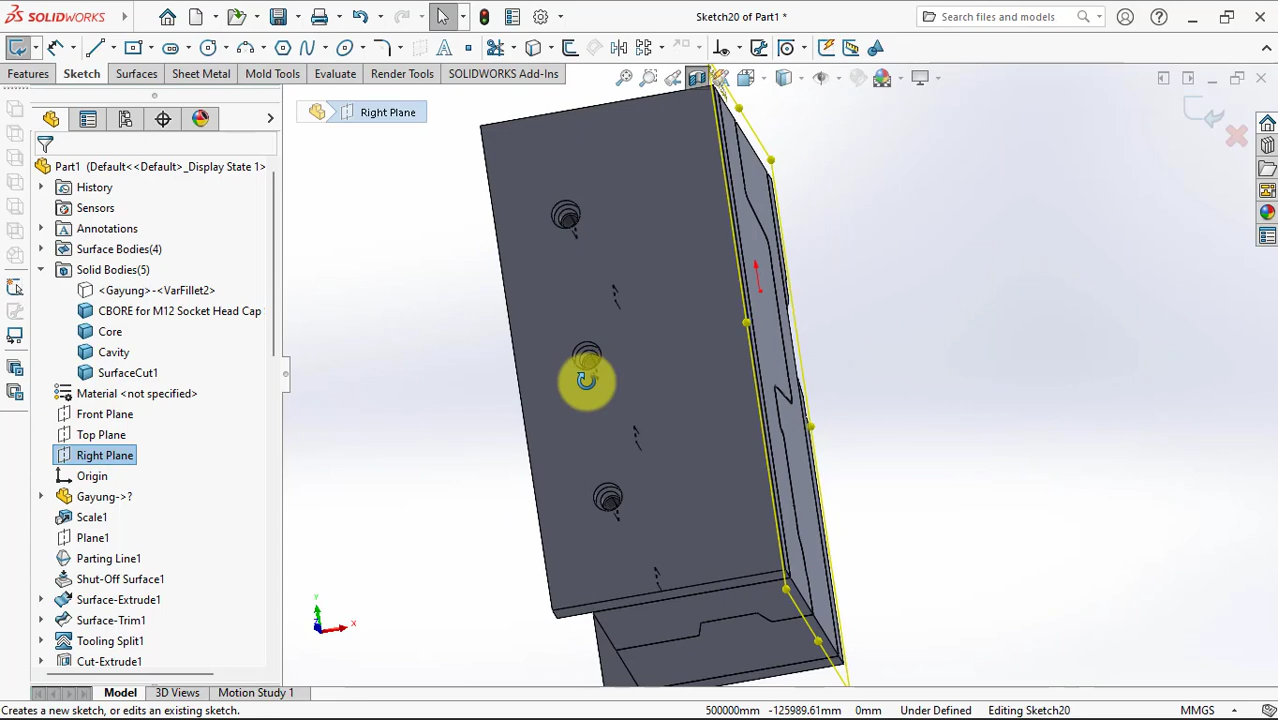 SOLIDWORKS
Sketch20 of Part1 *
Search files and models
Features
Sketch
Surfaces
Sheet Metal
Mold Tools
Evaluate
Render Tools
SOLIDWORKS Add-Ins
Right Plane
Part1 (Default<<Default>_Display State 1>
History
Sensors
Annotations
Surface Bodies(4)
Solid Bodies(5)
<Gayung>-<VarFillet2>
CBORE for M12 Socket Head Cap
Core
Cavity
SurfaceCut1
Material <not specified>
Front Plane
Top Plane
Right Plane
Origin
Gayung->?
Scale1
Plane1
Parting Line1
Shut-Off Surface1
Surface-Extrude1
Surface-Trim1
Tooling Split1
Cut-Extrude1
Y
X
Model
3D Views
Motion Study 1
Creates a new sketch, or edits an existing sketch.
500000mm
-125989.61mm
0mm
Under Defined
Editing Sketch20
MMGS